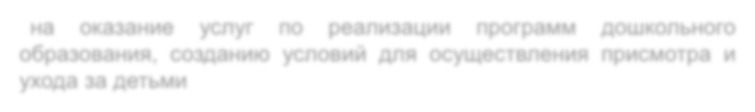 на оказание услуг по реализации программ дошкольного
образования, созданию условий для осуществления присмотра и
ухода за детьми